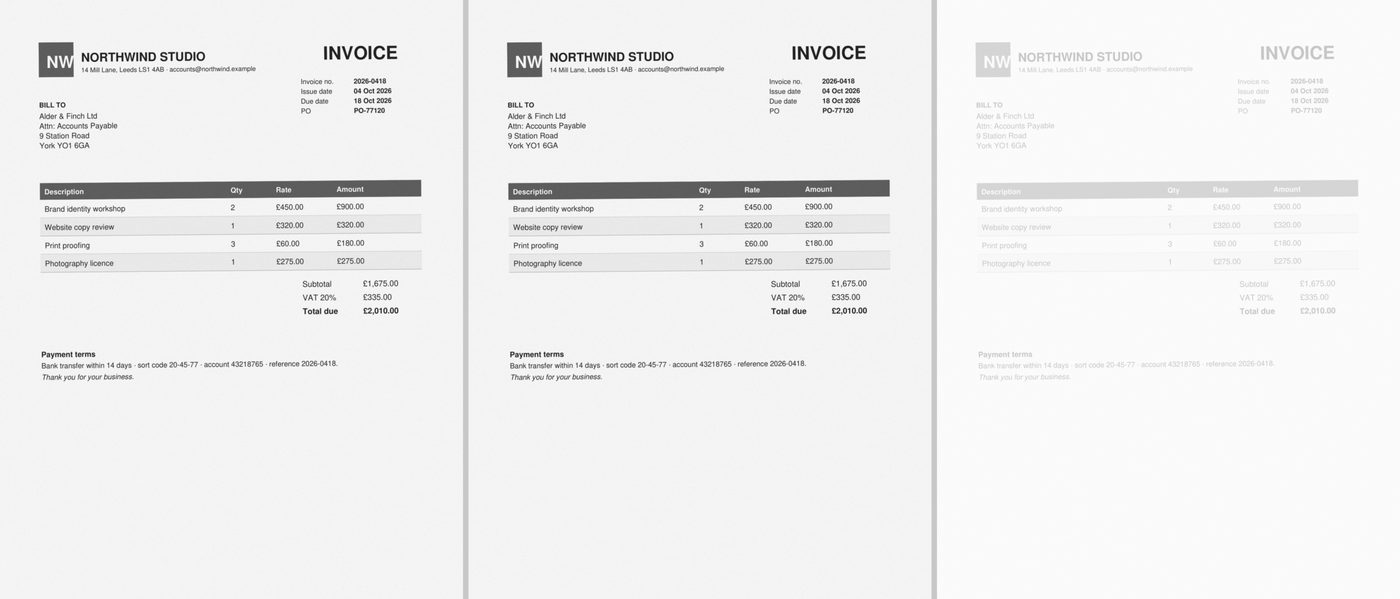 NW
NORTHWIND STUDIO
14 Mill Lane, Leeds LS1 4AB · accounts@northwind.example
INVOICE
Invoice no. 2026-0418
Issue date 04 Oct 2026
Due date 18 Oct 2026
PO PO-77120
BILL TO
Alder & Finch Ltd
Attn: Accounts Payable
9 Station Road
York YO1 6GA
Description Qty Rate Amount
Brand identity workshop 2 £450.00 £900.00
Website copy review 1 £320.00 £320.00
Print proofing 3 £60.00 £180.00
Photography licence 1 £275.00 £275.00
Subtotal £1,675.00
VAT 20% £335.00
Total due £2,010.00
Payment terms
Bank transfer within 14 days · sort code 20-45-77 · account 43218765 · reference 2026-0418.
Thank you for your business.
NW
NORTHWIND STUDIO
14 Mill Lane, Leeds LS1 4AB · accounts@northwind.example
INVOICE
Invoice no. 2026-0418
Issue date 04 Oct 2026
Due date 18 Oct 2026
PO PO-77120
BILL TO
Alder & Finch Ltd
Attn: Accounts Payable
9 Station Road
York YO1 6GA
Description Qty Rate Amount
Brand identity workshop 2 £450.00 £900.00
Website copy review 1 £320.00 £320.00
Print proofing 3 £60.00 £180.00
Photography licence 1 £275.00 £275.00
Subtotal £1,675.00
VAT 20% £335.00
Total due £2,010.00
Payment terms
Bank transfer within 14 days · sort code 20-45-77 · account 43218765 · reference 2026-0418.
Thank you for your business.
NW
NORTHWIND STUDIO
14 Mill Lane, Leeds LS1 4AB · accounts@northwind.example
INVOICE
Invoice no. 2026-0418
Issue date 04 Oct 2026
Due date 18 Oct 2026
PO PO-77120
BILL TO
Alder & Finch Ltd
Attn: Accounts Payable
9 Station Road
York YO1 6GA
Description Qty Rate Amount
Brand identity workshop 2 £450.00 £900.00
Website copy review 1 £320.00 £320.00
Print proofing 3 £60.00 £180.00
Photography licence 1 £275.00 £275.00
Subtotal £1,675.00
VAT 20% £335.00
Total due £2,010.00
Payment terms
Bank transfer within 14 days · sort code 20-45-77 · account 43218765 · reference 2026-0418.
Thank you for your business.